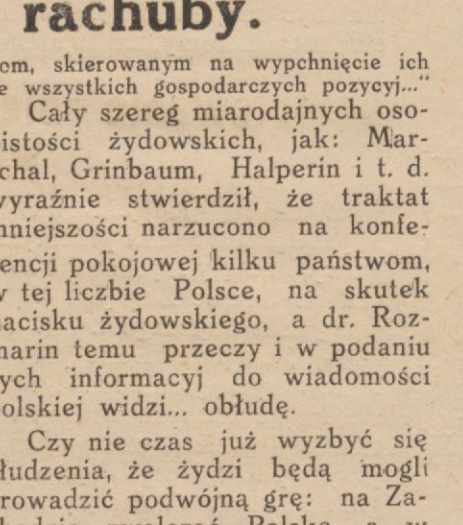 rachuby.
em, skierowanym na wypchnięcie ich
e wszystkich gospodarczych pozycyj..."
Cały szereg miarodajnych oso-
istości żydowskich, jak: Mar-
chal, Grinbaum, Halperin i t. d.
wyraźnie stwierdził, że traktat
mniejszości narzucono na konfe-
encji pokojowej kilku państwom,
w tej liczbie Polsce, na skutek
nacisku żydowskiego, a dr. Roz-
marin temu przeczy i w podaniu
ych informacyj do wiadomości
olskiej widzi... obłudę.
Czy nie czas już wyzbyć się
łudzenia, że żydzi będą mogli
rowadzić podwójną grę: na Za-